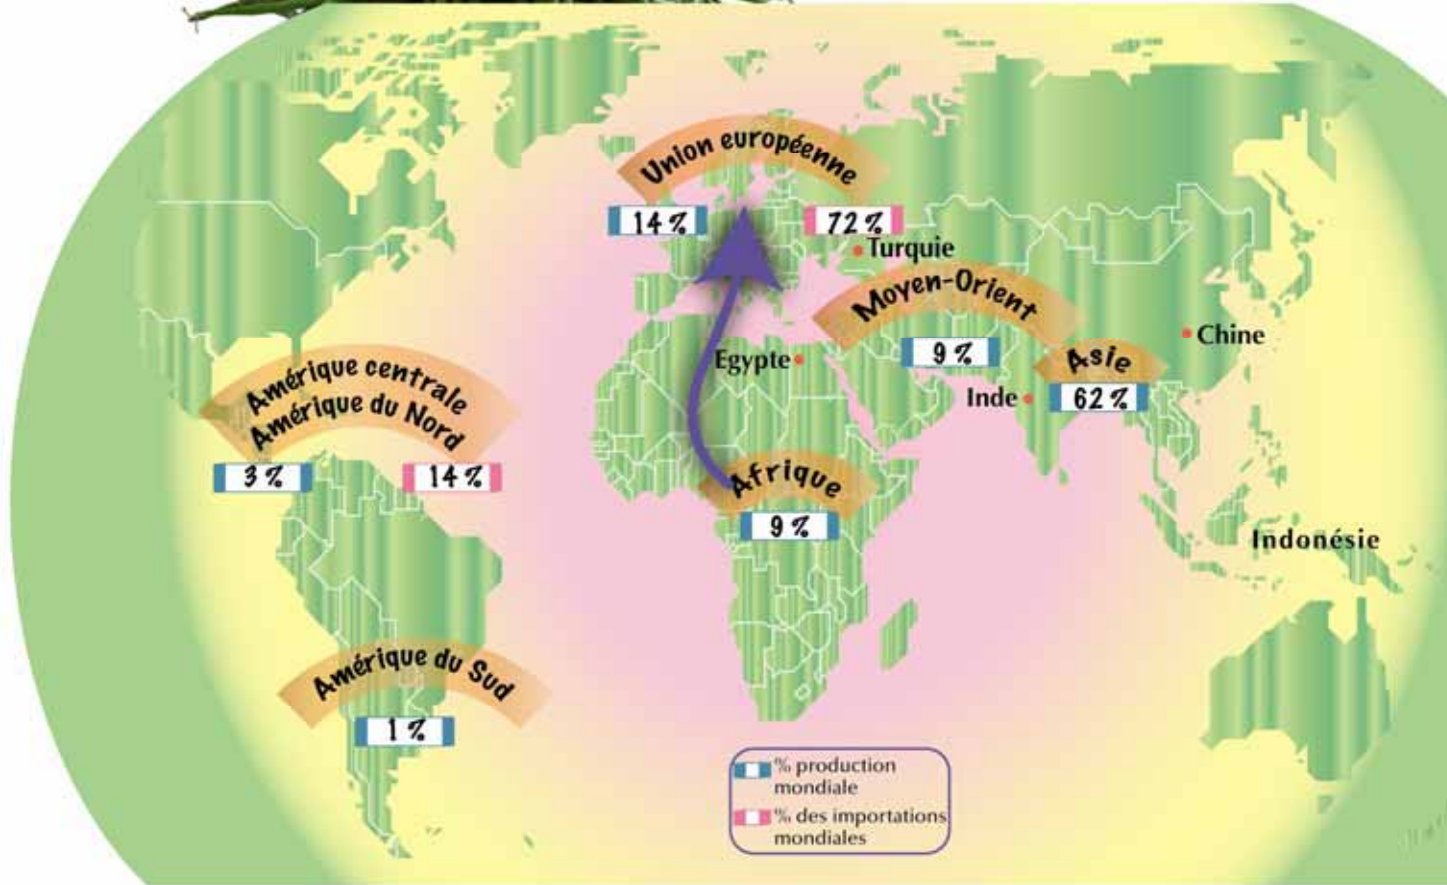 Union européenne
14 %
72 %
Turquie
Moyen-Orient
9 %
Chine
Asie
62 %
Inde
Egypte
Amérique centrale
Amérique du Nord
3 %
14 %
Afrique
9 %
Indonésie
Amérique du Sud
1 %
% production
mondiale
% des importations
mondiales